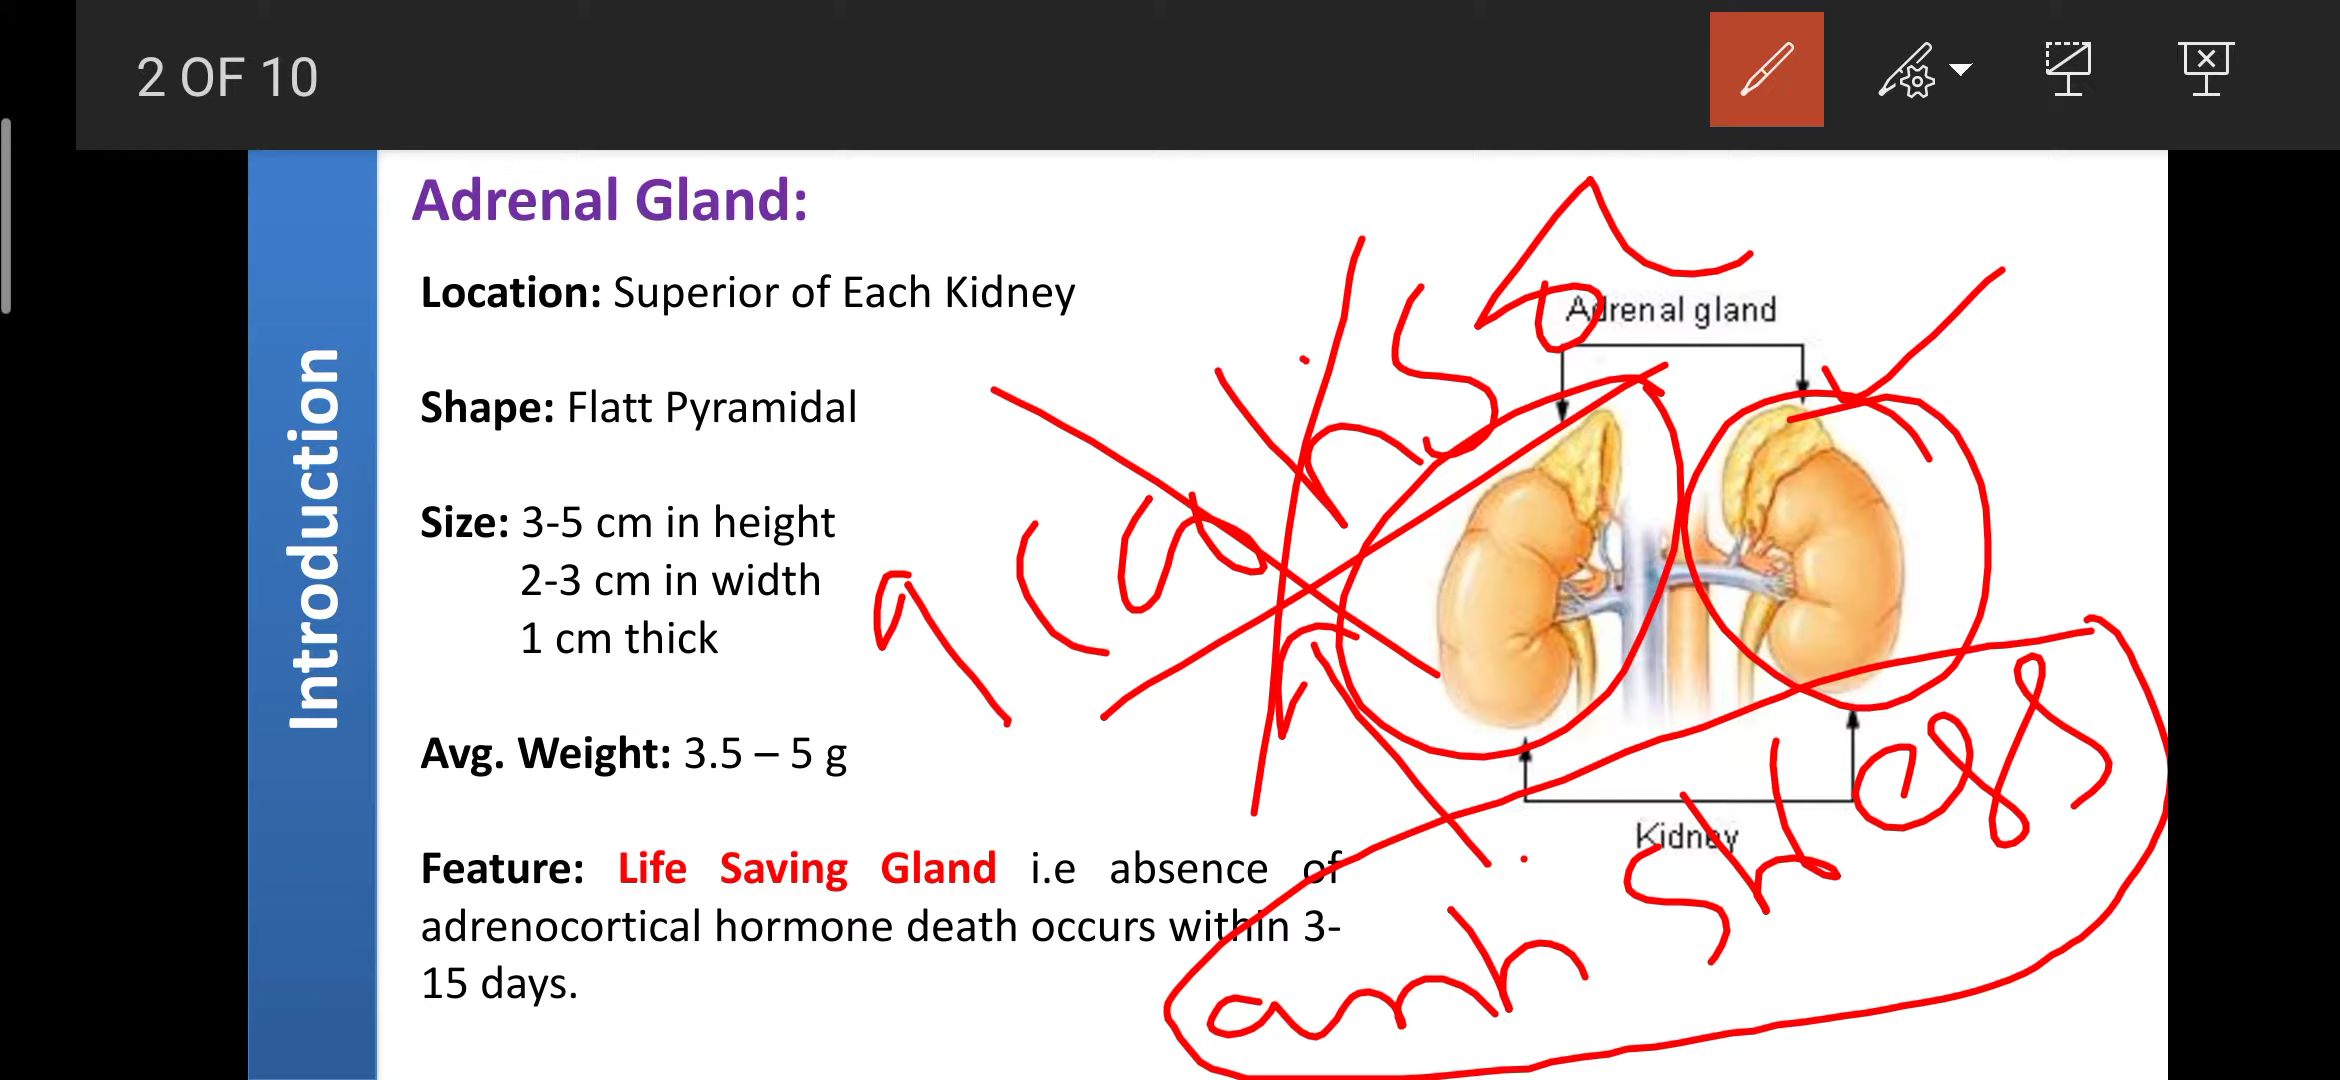 2 OF 10
Introduction
Adrenal Gland:
Location: Superior of Each Kidney
Shape: Flatt Pyramidal
Size: 3-5 cm in height
2-3 cm in width
1 cm thick
Avg. Weight: 3.5 – 5 g
Feature: Life Saving Gland i.e absence of
adrenocortical hormone death occurs within 3-
15 days.
Adrenal gland
Kidney